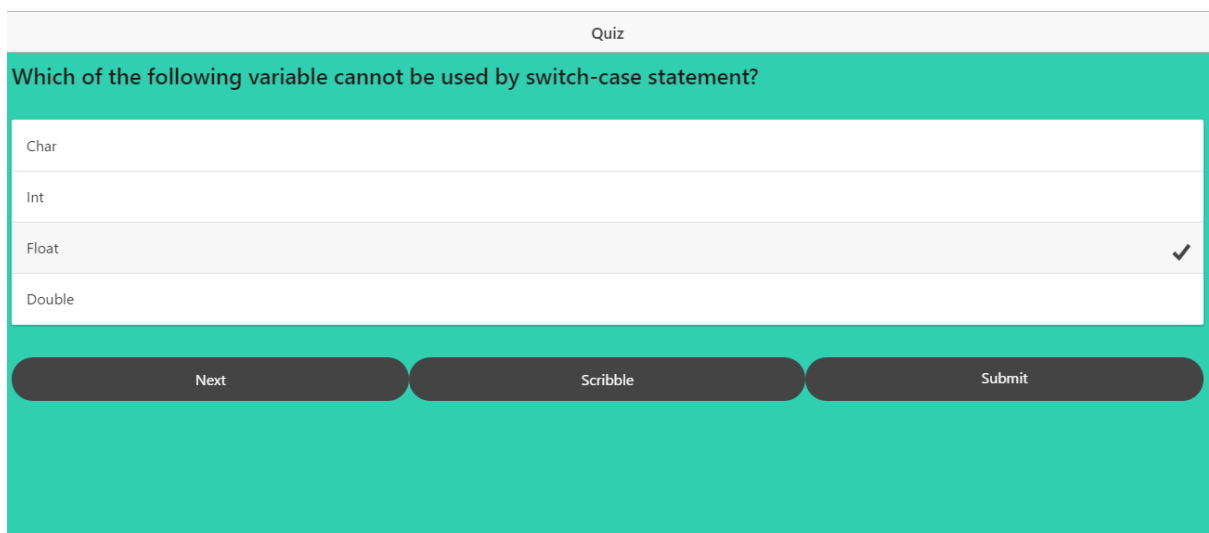 Quiz
Which of the following variable cannot be used by switch-case statement?
Char
Int
Float
Double
Next Scribble Submit